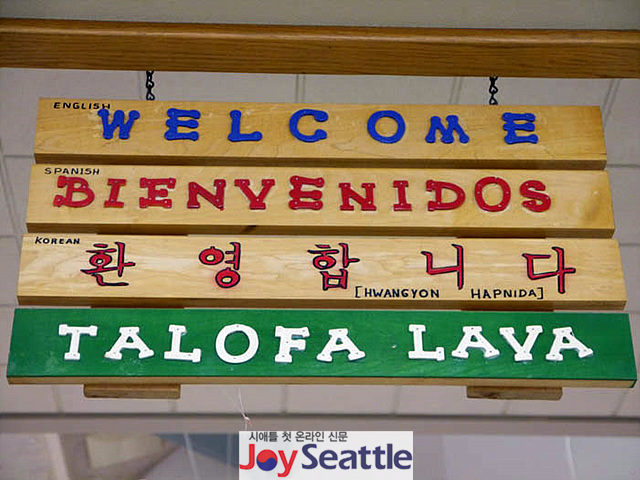 ENGLISH
WELCOME
SPANISH
BIENVENIDOS
KOREAN
환영합니다
[HWANGYON HAPNIDA]
TALOFA LAVA
시애틀 첫 온라인 신문
JoySeattle